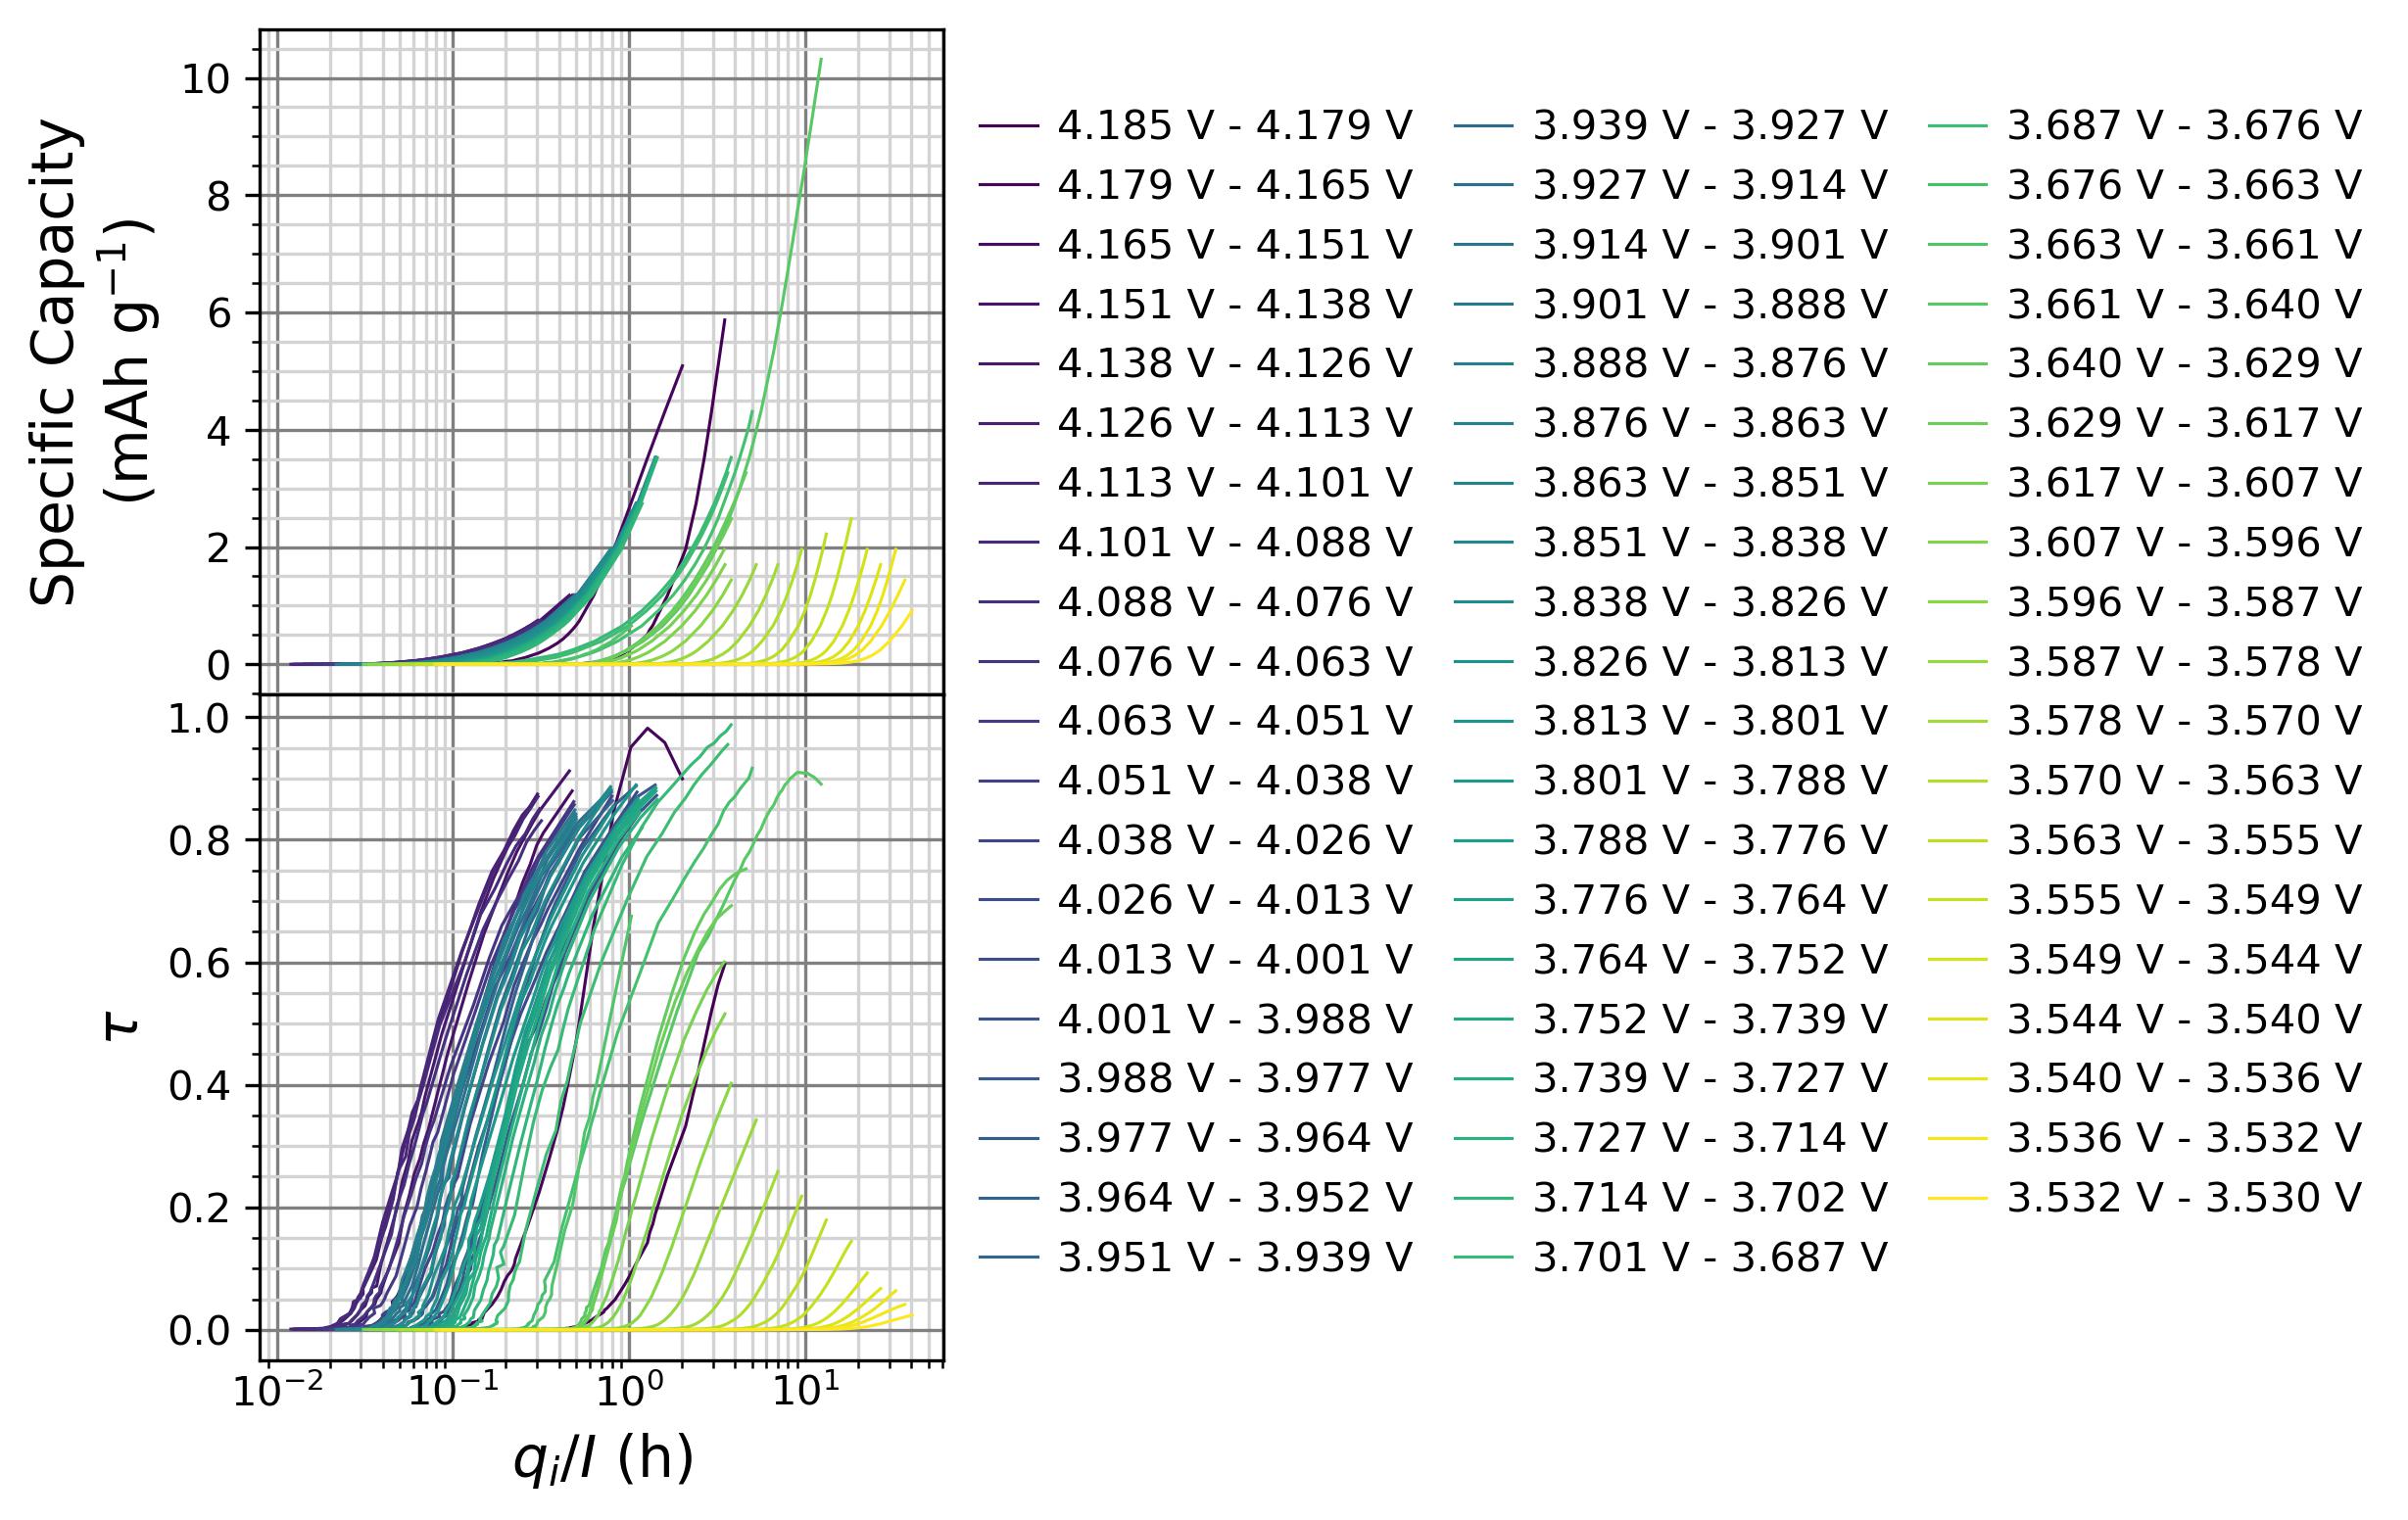 Specific Capacity
(mAh g⁻¹)
10
8
6
4
2
0
τ
1.0
0.8
0.6
0.4
0.2
0.0
10⁻²
10⁻¹
10⁰
10¹
qᵢ/I (h)
4.185 V - 4.179 V
4.179 V - 4.165 V
4.165 V - 4.151 V
4.151 V - 4.138 V
4.138 V - 4.126 V
4.126 V - 4.113 V
4.113 V - 4.101 V
4.101 V - 4.088 V
4.088 V - 4.076 V
4.076 V - 4.063 V
4.063 V - 4.051 V
4.051 V - 4.038 V
4.038 V - 4.026 V
4.026 V - 4.013 V
4.013 V - 4.001 V
4.001 V - 3.988 V
3.988 V - 3.977 V
3.977 V - 3.964 V
3.964 V - 3.952 V
3.951 V - 3.939 V
3.939 V - 3.927 V
3.927 V - 3.914 V
3.914 V - 3.901 V
3.901 V - 3.888 V
3.888 V - 3.876 V
3.876 V - 3.863 V
3.863 V - 3.851 V
3.851 V - 3.838 V
3.838 V - 3.826 V
3.826 V - 3.813 V
3.813 V - 3.801 V
3.801 V - 3.788 V
3.788 V - 3.776 V
3.776 V - 3.764 V
3.764 V - 3.752 V
3.752 V - 3.739 V
3.739 V - 3.727 V
3.727 V - 3.714 V
3.714 V - 3.702 V
3.701 V - 3.687 V
3.687 V - 3.676 V
3.676 V - 3.663 V
3.663 V - 3.661 V
3.661 V - 3.640 V
3.640 V - 3.629 V
3.629 V - 3.617 V
3.617 V - 3.607 V
3.607 V - 3.596 V
3.596 V - 3.587 V
3.587 V - 3.578 V
3.578 V - 3.570 V
3.570 V - 3.563 V
3.563 V - 3.555 V
3.555 V - 3.549 V
3.549 V - 3.544 V
3.544 V - 3.540 V
3.540 V - 3.536 V
3.536 V - 3.532 V
3.532 V - 3.530 V